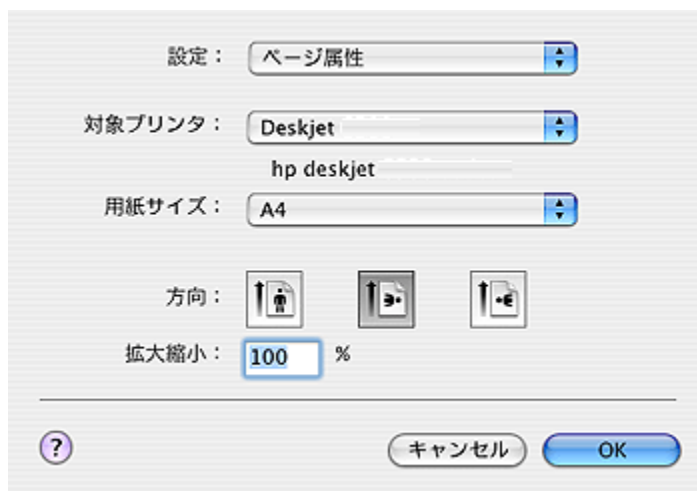 設定： ページ属性
対象プリンタ： Deskjet
hp deskjet
用紙サイズ： A4
方向：
拡大縮小： 100 %
? キャンセル OK